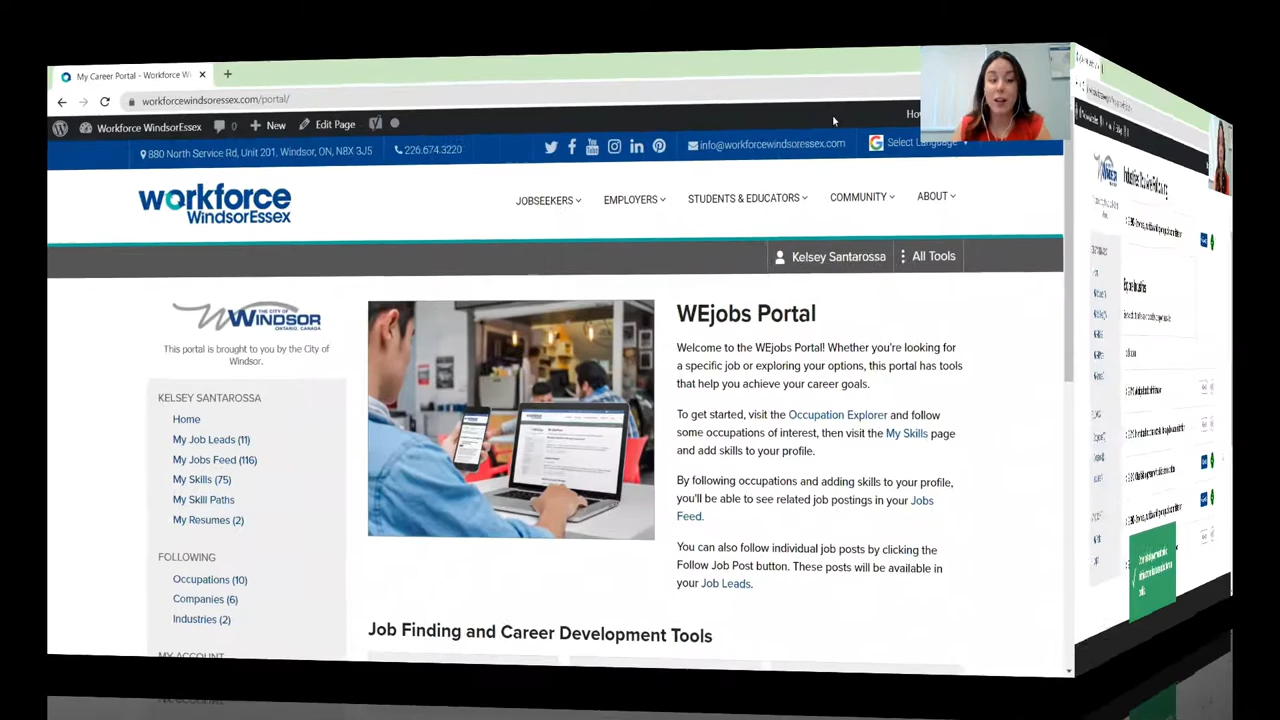 My Career Portal - Workforce Wi
workforcewindsoressex.com/portal/
Workforce WindsorEssex 0 New Edit Page
880 North Service Rd, Unit 201, Windsor, ON, N8X 3J5 226.674.3220 info@workforcewindsoressex.com Select Language
workforce
WindsorEssex
JOBSEEKERS EMPLOYERS STUDENTS & EDUCATORS COMMUNITY ABOUT
Kelsey Santarossa All Tools
THE CITY OF
WINDSOR
ONTARIO, CANADA
This portal is brought to you by the City of
Windsor.
KELSEY SANTAROSSA
Home
My Job Leads (11)
My Jobs Feed (116)
My Skills (75)
My Skill Paths
My Resumes (2)
FOLLOWING
Occupations (10)
Companies (6)
Industries (2)
MY ACCOUNT
WEjobs Portal
Welcome to the WEjobs Portal! Whether you're looking for
a specific job or exploring your options, this portal has tools
that help you achieve your career goals.
To get started, visit the Occupation Explorer and follow
some occupations of interest, then visit the My Skills page
and add skills to your profile.
By following occupations and adding skills to your profile,
you'll be able to see related job postings in your Jobs
Feed.
You can also follow individual job posts by clicking the
Follow Job Post button. These posts will be available in
your Job Leads.
Job Finding and Career Development Tools